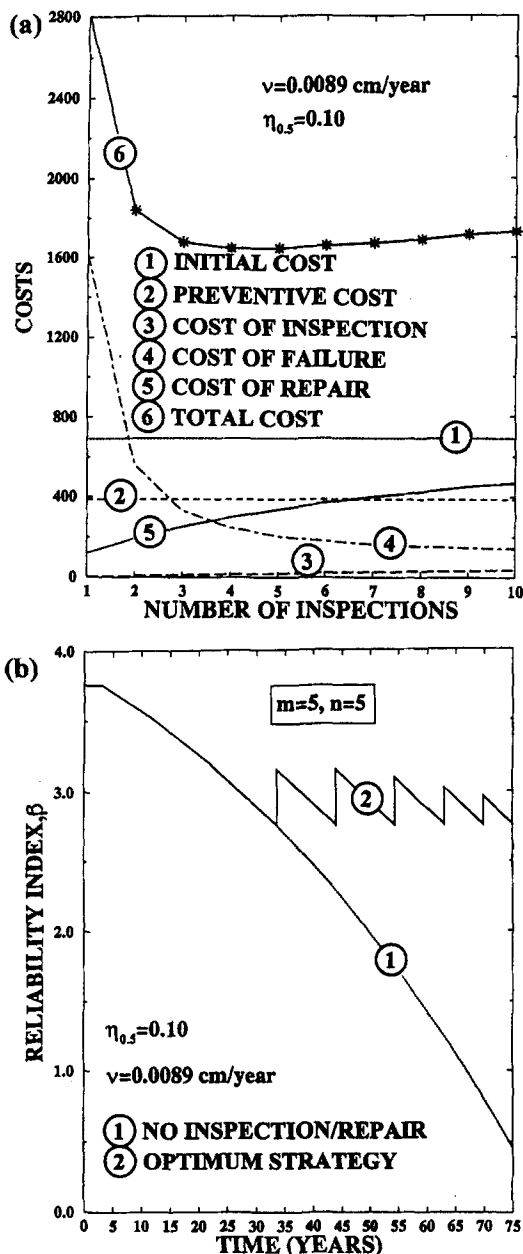 (a)
2800
2400
2000
1600
1200
800
400
0
COSTS
ν=0.0089 cm/year
η0.5=0.10
6
1 INITIAL COST
2 PREVENTIVE COST
3 COST OF INSPECTION
4 COST OF FAILURE
5 COST OF REPAIR
6 TOTAL COST
1
2
5
4
3
1 2 3 4 5 6 7 8 9 10
NUMBER OF INSPECTIONS
(b)
4.0
3.0
2.0
1.0
0.0
RELIABILITY INDEX,β
m=5, n=5
2
1
η0.5=0.10
ν=0.0089 cm/year
1 NO INSPECTION/REPAIR
2 OPTIMUM STRATEGY
0 5 10 15 20 25 30 35 40 45 50 55 60 65 70 75
TIME (YEARS)